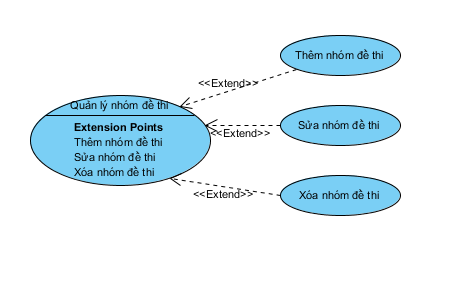 Thêm nhóm đề thi
<<Extend>>
Quản lý nhóm đề thi
Extension Points
Thêm nhóm đề thi
Sửa nhóm đề thi
Xóa nhóm đề thi
Sửa nhóm đề thi
<<Extend>>
Xóa nhóm đề thi
<<Extend>>